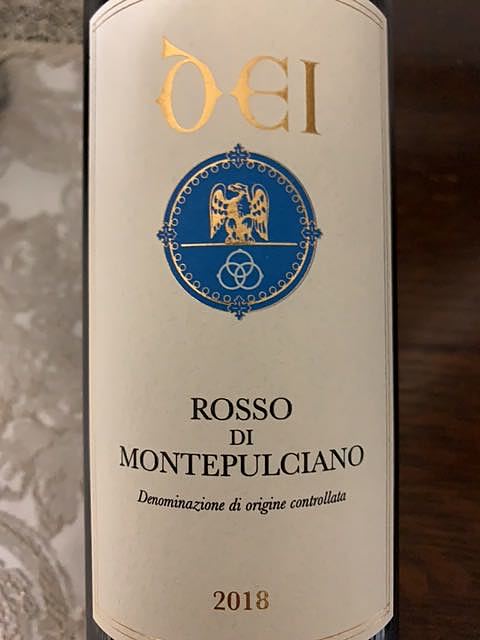 DEI
ROSSO
DI
MONTEPULCIANO
Denominazione di origine controllata
2018